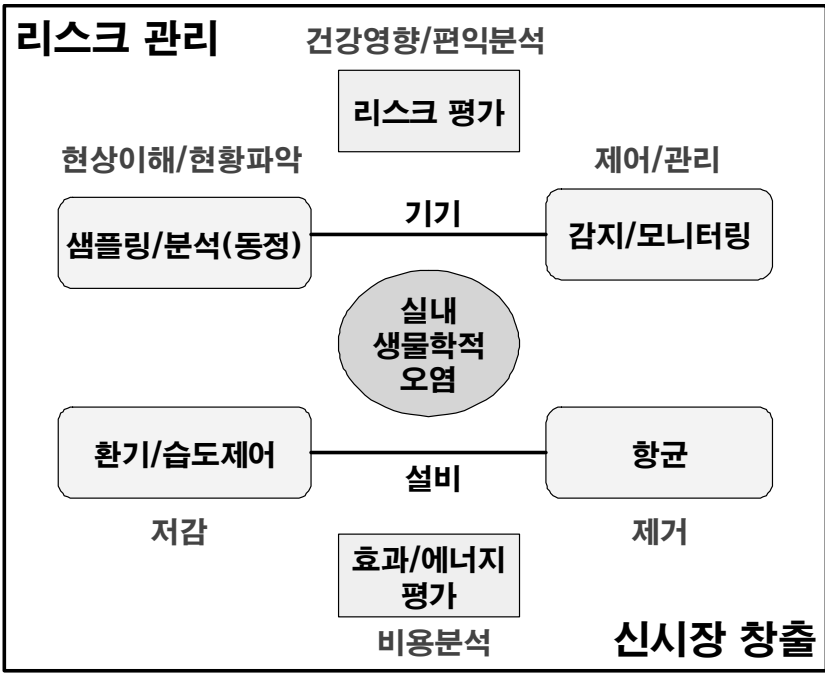 리스크 관리
건강영향/편익분석
리스크 평가
현상이해/현황파악
제어/관리
샘플링/분석(동정)
기기
감지/모니터링
실내
생물학적
오염
환기/습도제어
설비
항균
저감
제거
효과/에너지
평가
비용분석
신시장 창출